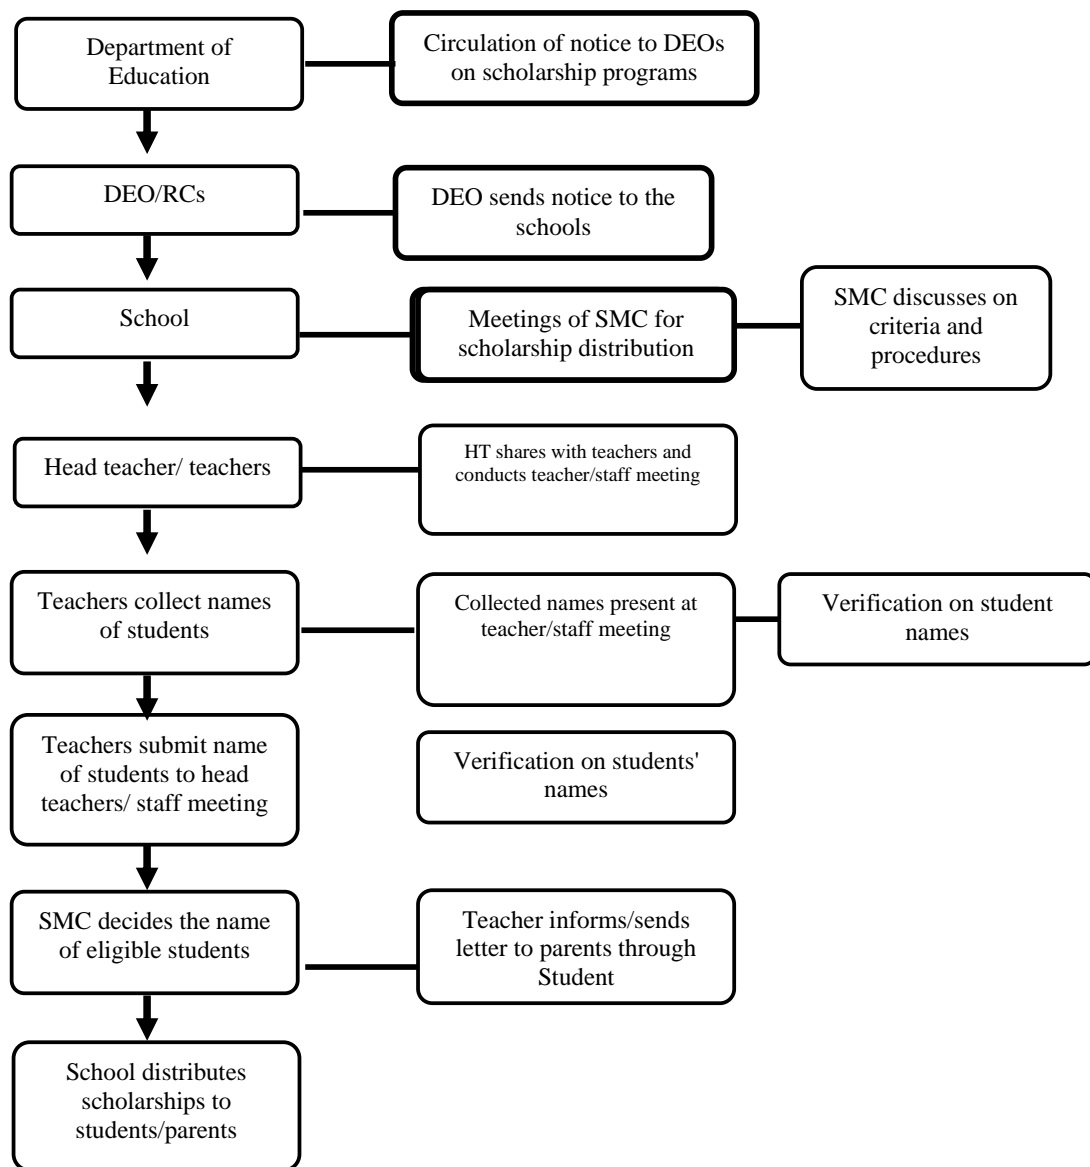 Department of
Education
Circulation of notice to DEOs
on scholarship programs
DEO/RCs
DEO sends notice to the
schools
School
Meetings of SMC for
scholarship distribution
SMC discusses on
criteria and
procedures
Head teacher/ teachers
HT shares with teachers and
conducts teacher/staff meeting
Teachers collect names
of students
Collected names present at
teacher/staff meeting
Verification on student
names
Teachers submit name
of students to head
teachers/ staff meeting
Verification on students'
names
SMC decides the name
of eligible students
Teacher informs/sends
letter to parents through
Student
School distributes
scholarships to
students/parents